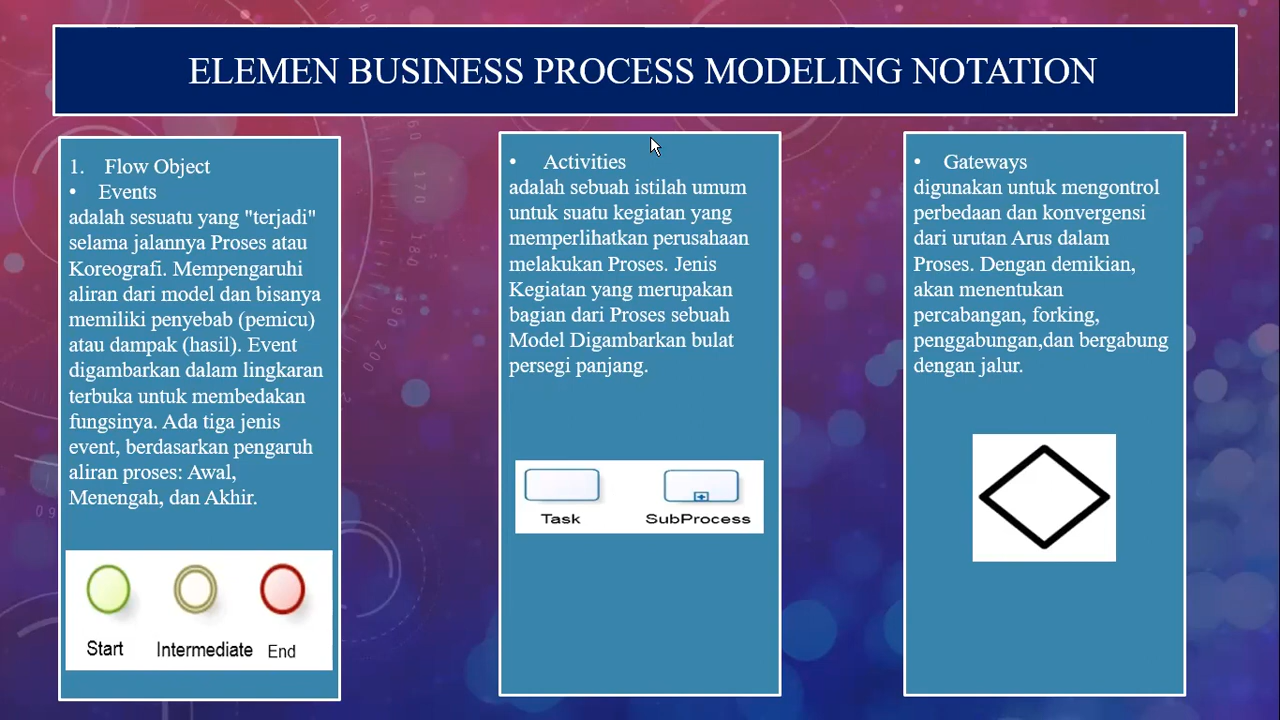 ELEMEN BUSINESS PROCESS MODELING NOTATION
1. Flow Object
• Events
adalah sesuatu yang "terjadi"
selama jalannya Proses atau
Koreografi. Mempengaruhi
aliran dari model dan bisanya
memiliki penyebab (pemicu)
atau dampak (hasil). Event
digambarkan dalam lingkaran
terbuka untuk membedakan
fungsinya. Ada tiga jenis
event, berdasarkan pengaruh
aliran proses: Awal,
Menengah, dan Akhir.
Start Intermediate End
• Activities
adalah sebuah istilah umum
untuk suatu kegiatan yang
memperlihatkan perusahaan
melakukan Proses. Jenis
Kegiatan yang merupakan
bagian dari Proses sebuah
Model Digambarkan bulat
persegi panjang.
Task SubProcess
• Gateways
digunakan untuk mengontrol
perbedaan dan konvergensi
dari urutan Arus dalam
Proses. Dengan demikian,
akan menentukan
percabangan, forking,
penggabungan,dan bergabung
dengan jalur.
170
180
190
200